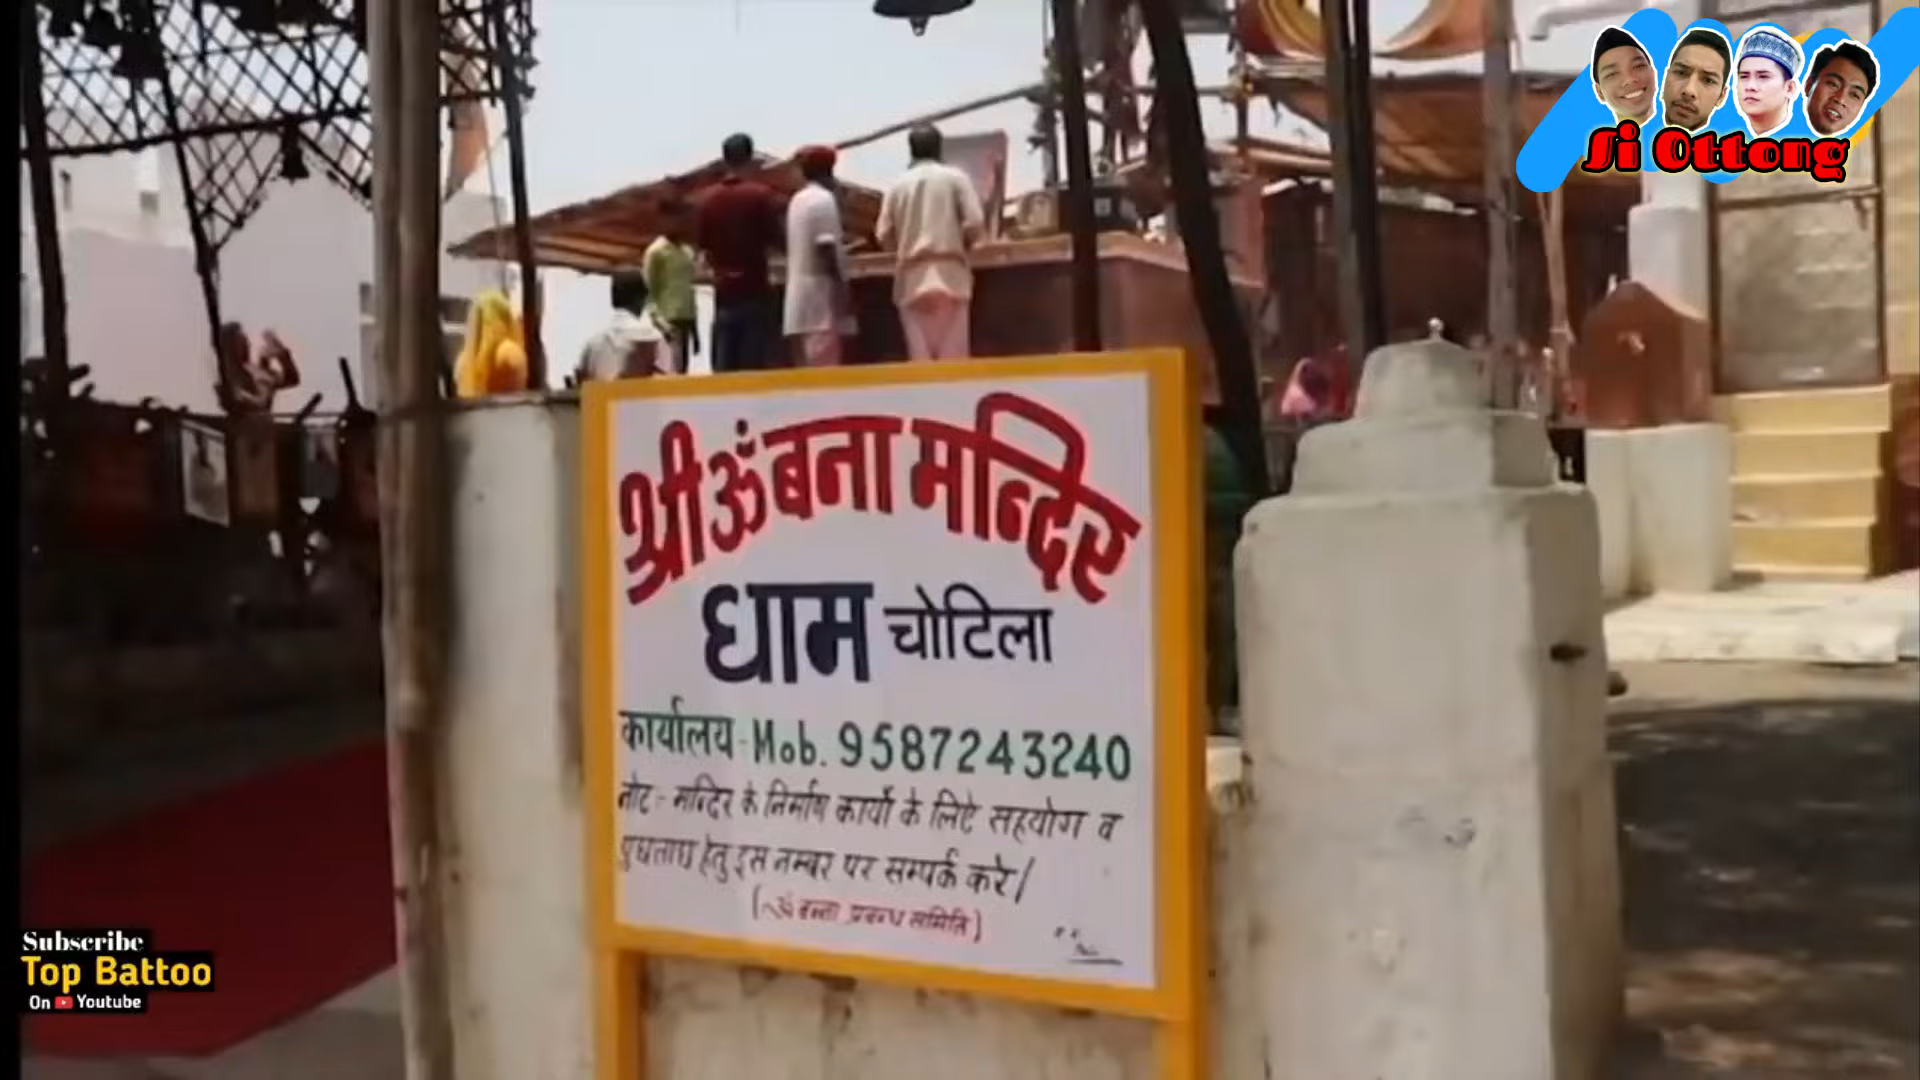 Si Ottong
श्री ॐ बना मन्दिर
धाम चोटिला
कार्यालय - Mob. 9587243240
नोट :- मन्दिर के निर्माण कार्यो के लिऐ सहयोग व
पुछताछ हेतु इस नम्बर पर सम्पर्क करे।
(ॐ बन्ना प्रबन्ध समिति)
Subscribe
Top Battoo
On Youtube